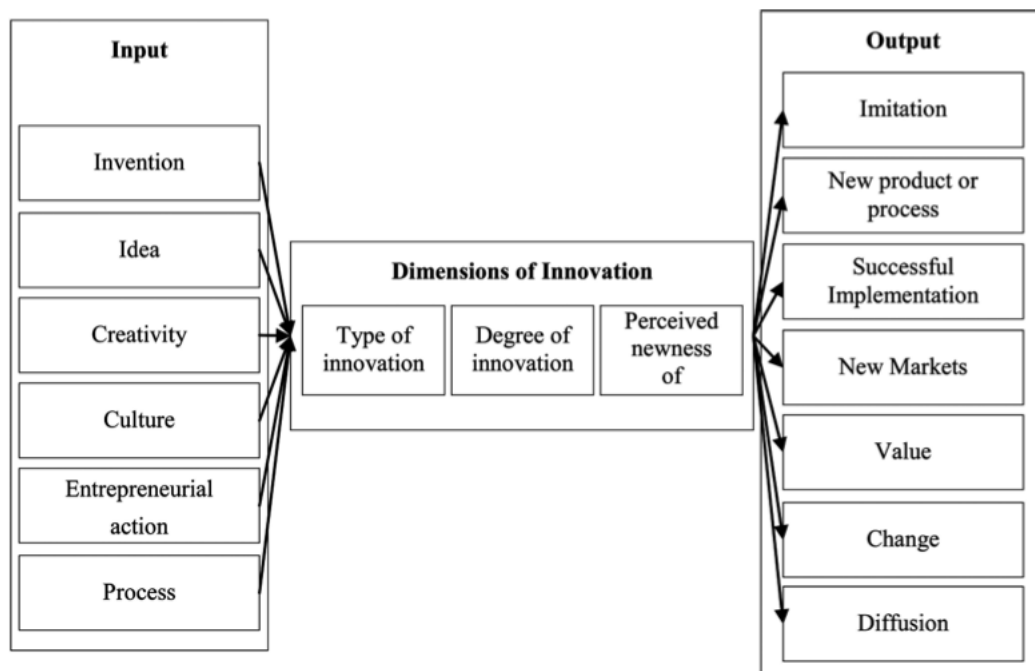 Input
Invention
Idea
Creativity
Culture
Entrepreneurial
action
Process
Dimensions of Innovation
Type of
innovation
Degree of
innovation
Perceived
newness
of
Output
Imitation
New product or
process
Successful
Implementation
New Markets
Value
Change
Diffusion